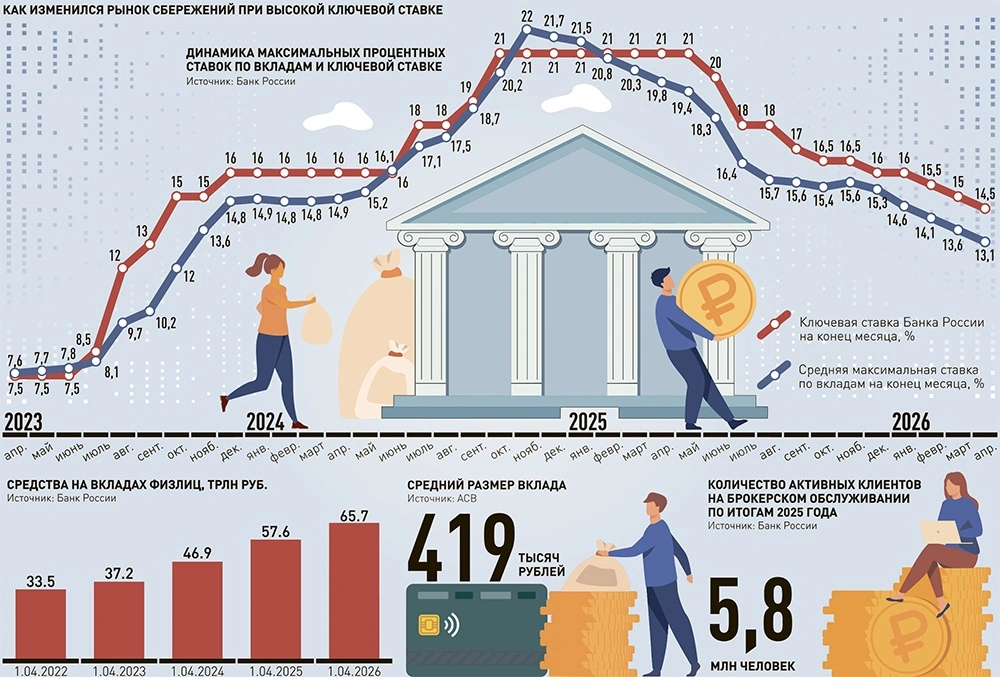 КАК ИЗМЕНИЛСЯ РЫНОК СБЕРЕЖЕНИЙ ПРИ ВЫСОКОЙ КЛЮЧЕВОЙ СТАВКЕ
ДИНАМИКА МАКСИМАЛЬНЫХ ПРОЦЕНТНЫХ
СТАВОК ПО ВКЛАДАМ И КЛЮЧЕВОЙ СТАВКЕ
Источник: Банк России
7,5 7,5 7,5 8,5 12 13 15 15 16 16 16 16 16 16 16 18 18 19 21 21 21 21 21 21 21 21 20 18 18 17 16,5 16,5 16 16 15,5 15 14,5
7,6 7,7 7,8 8,1 9,7 10,2 12 13,6 14,8 14,9 14,8 14,8 14,9 15,2 16,1 17,1 17,5 18,7 20,2 22 21,7 21,5 20,8 20,3 19,8 19,4 18,3 16,4 15,7 15,6 15,4 15,6 15,3 14,6 14,1 13,6 13,1
Ключевая ставка Банка России
на конец месяца, %
Средняя максимальная ставка
по вкладам на конец месяца, %
2023 2024 2025 2026
апр. май июнь июль авг. сент. окт. нояб. дек. янв. февр. март апр. май июнь июль авг. сент. окт. нояб. дек. янв. февр. март апр. май июнь июль авг. сент. окт. нояб. дек. янв. февр. март апр.
СРЕДСТВА НА ВКЛАДАХ ФИЗЛИЦ, ТРЛН РУБ.
Источник: Банк России
33.5 37.2 46.9 57.6 65.7
1.04.2022 1.04.2023 1.04.2024 1.04.2025 1.04.2026
СРЕДНИЙ РАЗМЕР ВКЛАДА
Источник: АСВ
419 ТЫСЯЧ
РУБЛЕЙ
КОЛИЧЕСТВО АКТИВНЫХ КЛИЕНТОВ
НА БРОКЕРСКОМ ОБСЛУЖИВАНИИ
ПО ИТОГАМ 2025 ГОДА
Источник: Банк России
5,8
МЛН ЧЕЛОВЕК